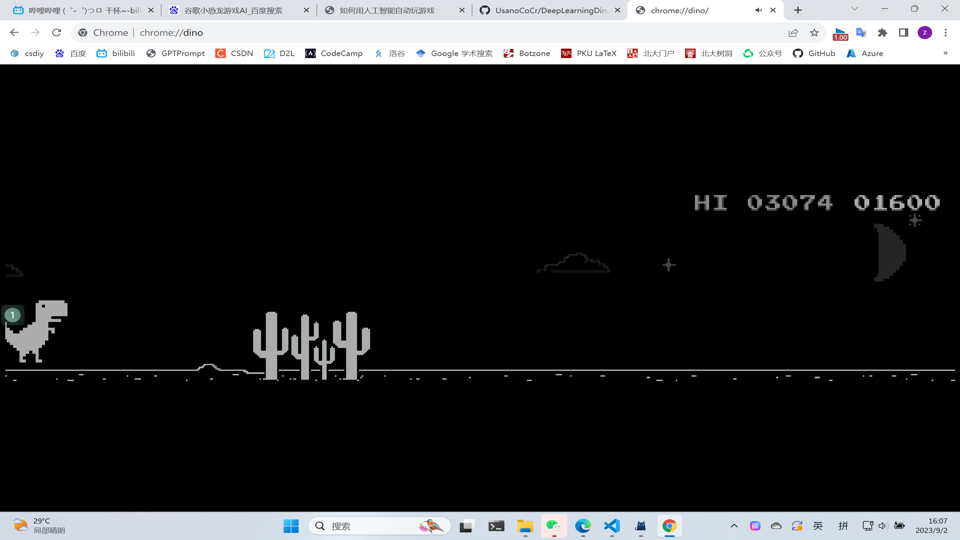 哔哩哔哩 (゜-゜)つロ 干杯~-bili
谷歌小恐龙游戏AI_百度搜索
如何用人工智能自动玩游戏
UsanoCoCr/DeepLearningDin
chrome://dino/
Chrome | chrome://dino
1.00
z
csdiy
百度
bilibili
GPTPrompt
CSDN
D2L
CodeCamp
洛谷
Google 学术搜索
Botzone
PKU LaTeX
北大门户
北大树洞
公众号
GitHub
Azure
»
HI 03074 01600
1
29°C
局部晴朗
搜索
英
拼
16:07
2023/9/2